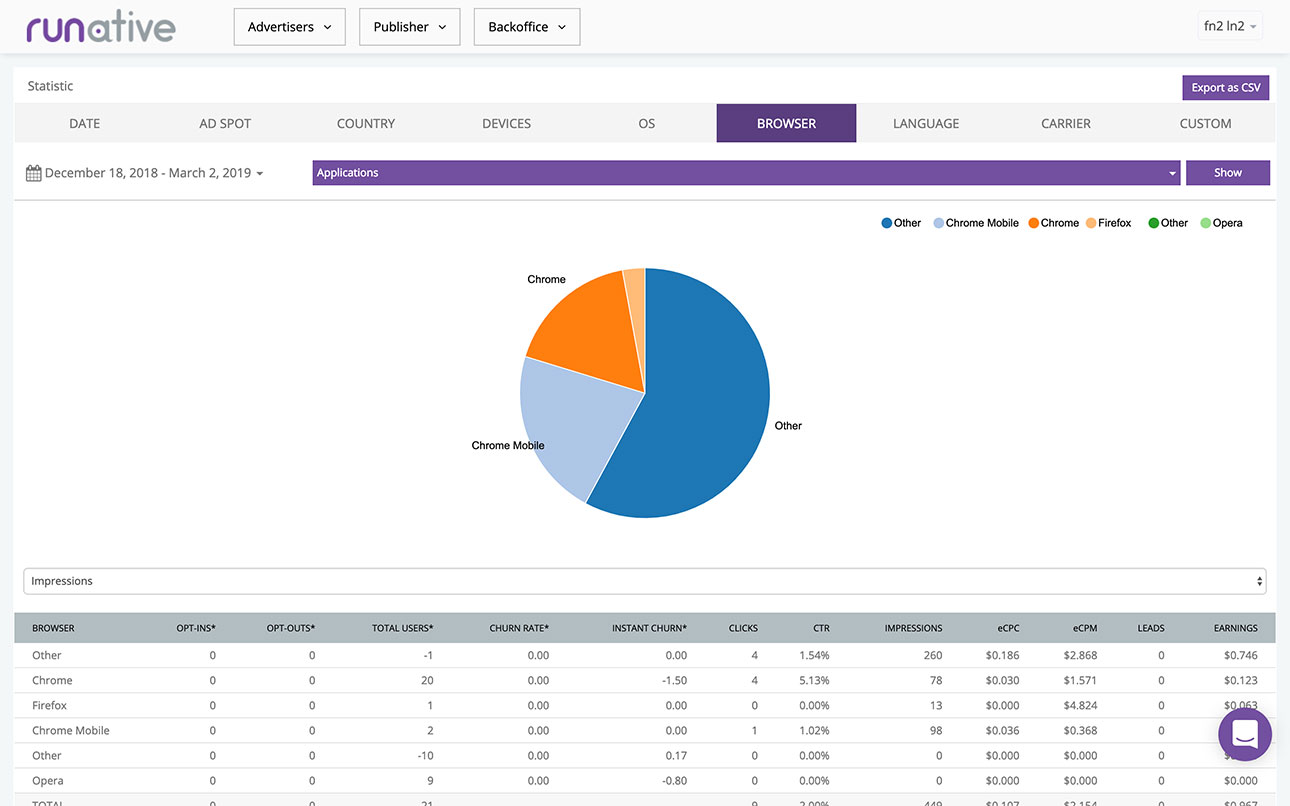 runative Advertisers Publisher Backoffice fn2 ln2
Statistic Export as CSV
DATE AD SPOT COUNTRY DEVICES OS BROWSER LANGUAGE CARRIER CUSTOM
December 18, 2018 - March 2, 2019 Applications Show
Other Chrome Mobile Chrome Firefox Other Opera
Chrome
Other
Chrome Mobile
Impressions
BROWSER OPT-INS* OPT-OUTS* TOTAL USERS* CHURN RATE* INSTANT CHURN* CLICKS CTR IMPRESSIONS eCPC eCPM LEADS EARNINGS
Other 0 0 -1 0.00 0.00 4 1.54% 260 $0.186 $2.868 0 $0.746
Chrome 0 0 20 0.00 -1.50 4 5.13% 78 $0.030 $1.571 0 $0.123
Firefox 0 0 1 0.00 0.00 0 0.00% 13 $0.000 $4.824 0 $0.063
Chrome Mobile 0 0 2 0.00 0.00 1 1.02% 98 $0.036 $0.368 0
Other 0 0 -10 0.00 0.17 0 0.00% 0 $0.000 $0.000 0
Opera 0 0 9 0.00 -0.80 0 0.00% 0 $0.000 $0.000 0 $0.000
TOTAL 0 0 21 9 2.00% 449 $0.107 $2.154 0 $0.967